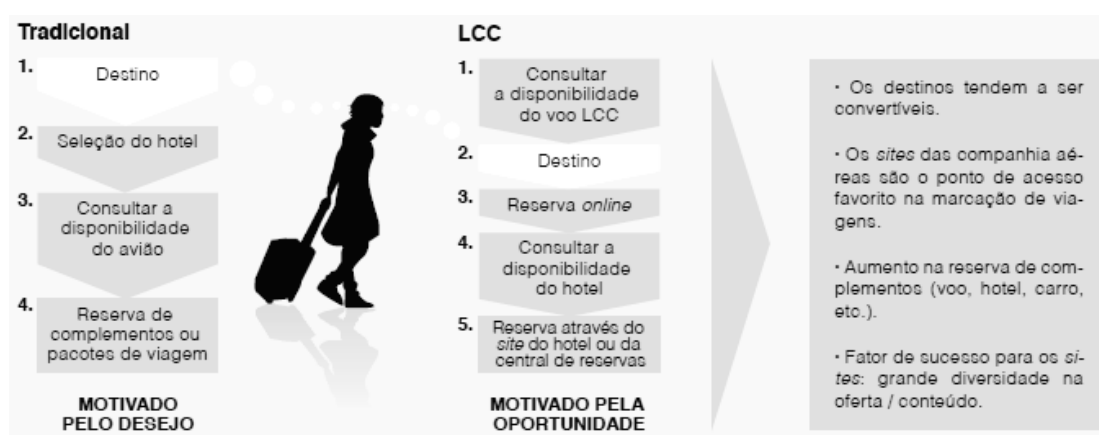 Tradicional
1.
Destino
2.
Seleção do hotel
3.
Consultar a
disponibilidade
do avião
4.
Reserva de
complementos ou
pacotes de viagem
MOTIVADO
PELO DESEJO
LCC
1.
Consultar
a disponibilidade
do voo LCC
2.
Destino
3.
Reserva online
4.
Consultar a
disponibilidade
do hotel
5.
Reserva através do
site do hotel ou da
central de reservas
MOTIVADO PELA
OPORTUNIDADE
· Os destinos tendem a ser
convertíveis.
· Os sites das companhia aé-
reas são o ponto de acesso
favorito na marcação de via-
gens.
· Aumento na reserva de com-
plementos (voo, hotel, carro,
etc.).
· Fator de sucesso para os si-
tes: grande diversidade na
oferta / conteúdo.